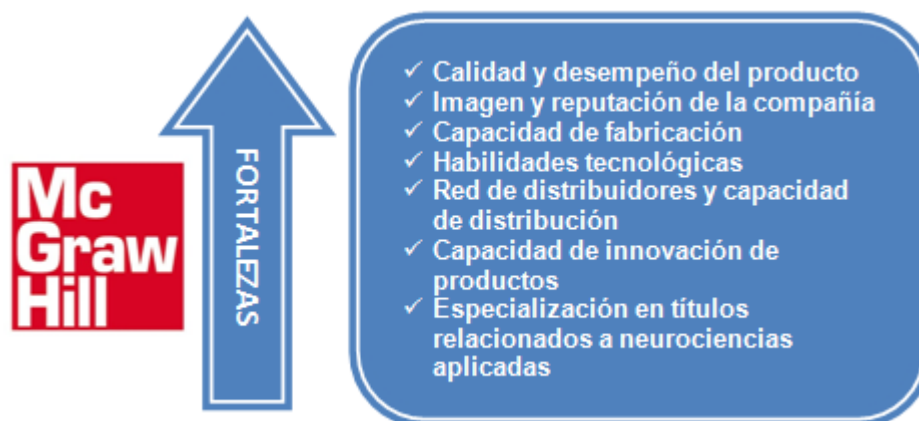 Mc
Graw
Hill
FORTALEZAS
✓ Calidad y desempeño del producto
✓ Imagen y reputación de la compañía
✓ Capacidad de fabricación
✓ Habilidades tecnológicas
✓ Red de distribuidores y capacidad
de distribución
✓ Capacidad de innovación de
productos
✓ Especialización en títulos
relacionados a neurociencias
aplicadas